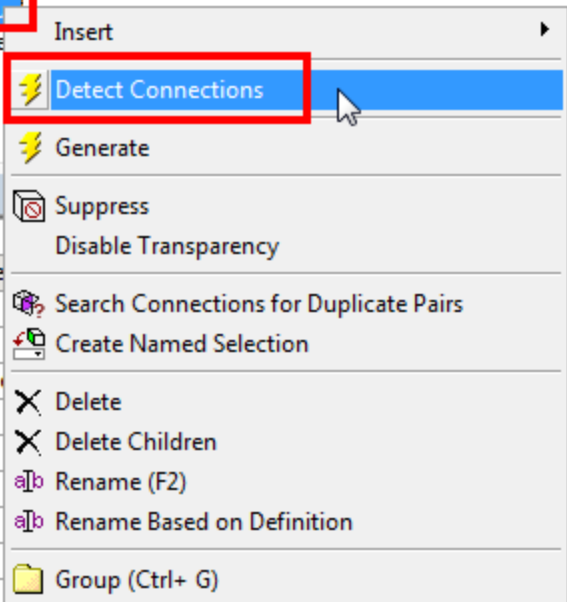 Insert
Detect Connections
Generate
Suppress
Disable Transparency
Search Connections for Duplicate Pairs
Create Named Selection
Delete
Delete Children
Rename (F2)
Rename Based on Definition
Group (Ctrl+ G)